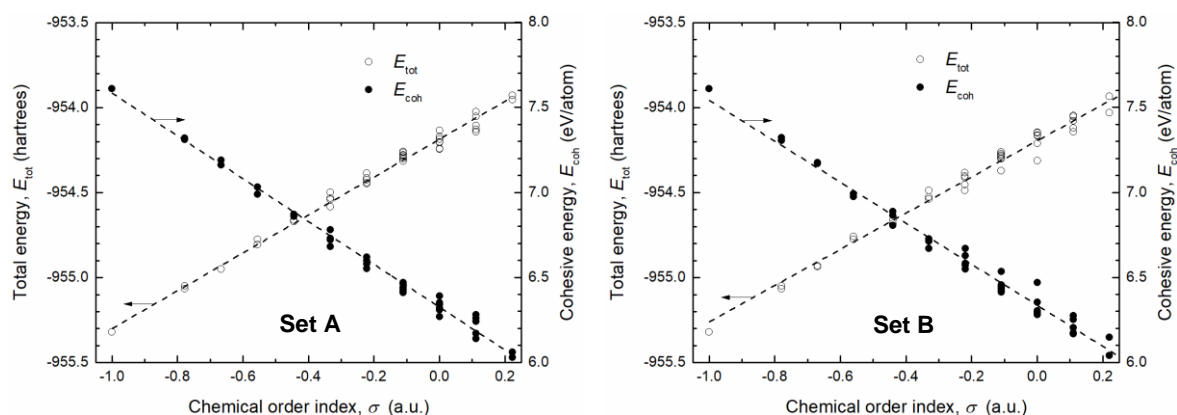 -953.5
-954.0
-954.5
-955.0
-955.5
Total energy, E_tot (hartrees)
8.0
7.5
7.0
6.5
6.0
Cohesive energy, E_coh (eV/atom)
E_tot
E_coh
Set A
-1.0 -0.8 -0.6 -0.4 -0.2 0.0 0.2
Chemical order index, σ (a.u.)
-953.5
-954.0
-954.5
-955.0
-955.5
Total energy, E_tot (hartrees)
8.0
7.5
7.0
6.5
6.0
Cohesive energy, E_coh (eV/atom)
E_tot
E_coh
Set B
-1.0 -0.8 -0.6 -0.4 -0.2 0.0 0.2
Chemical order index, σ (a.u.)